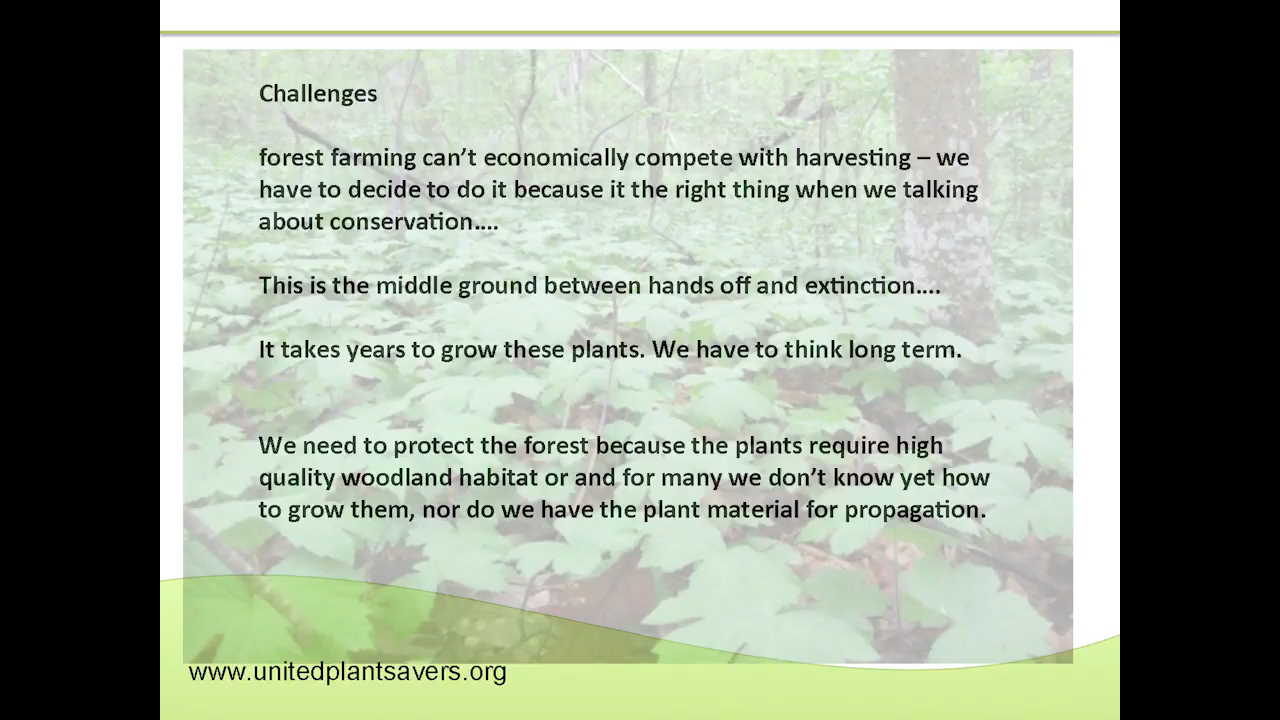 Challenges
forest farming can’t economically compete with harvesting – we
have to decide to do it because it the right thing when we talking
about conservation....
This is the middle ground between hands off and extinction....
It takes years to grow these plants. We have to think long term.
We need to protect the forest because the plants require high
quality woodland habitat or and for many we don’t know yet how
to grow them, nor do we have the plant material for propagation.
www.unitedplantsavers.org